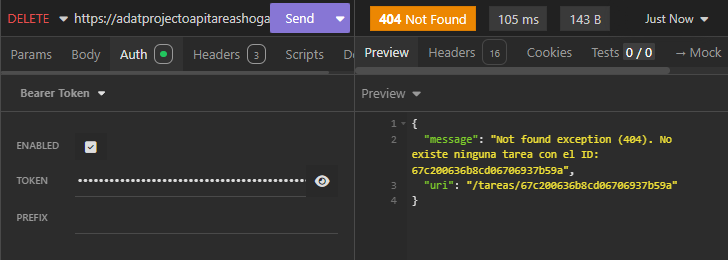 DELETE https://adatprojectoapitareashoga Send 404 Not Found 105 ms 143 B Just Now
Params Body Auth Headers 3 Scripts Do Preview Headers 16 Cookies Tests 0 / 0 → Mock
Bearer Token Preview
ENABLED
TOKEN ••••••••••••••••••••••••••••••••••••••
PREFIX
1 {
2 "message": "Not found exception (404). No
existe ninguna tarea con el ID:
67c200636b8cd06706937b59a",
3 "uri": "/tareas/67c200636b8cd06706937b59a"
4 }